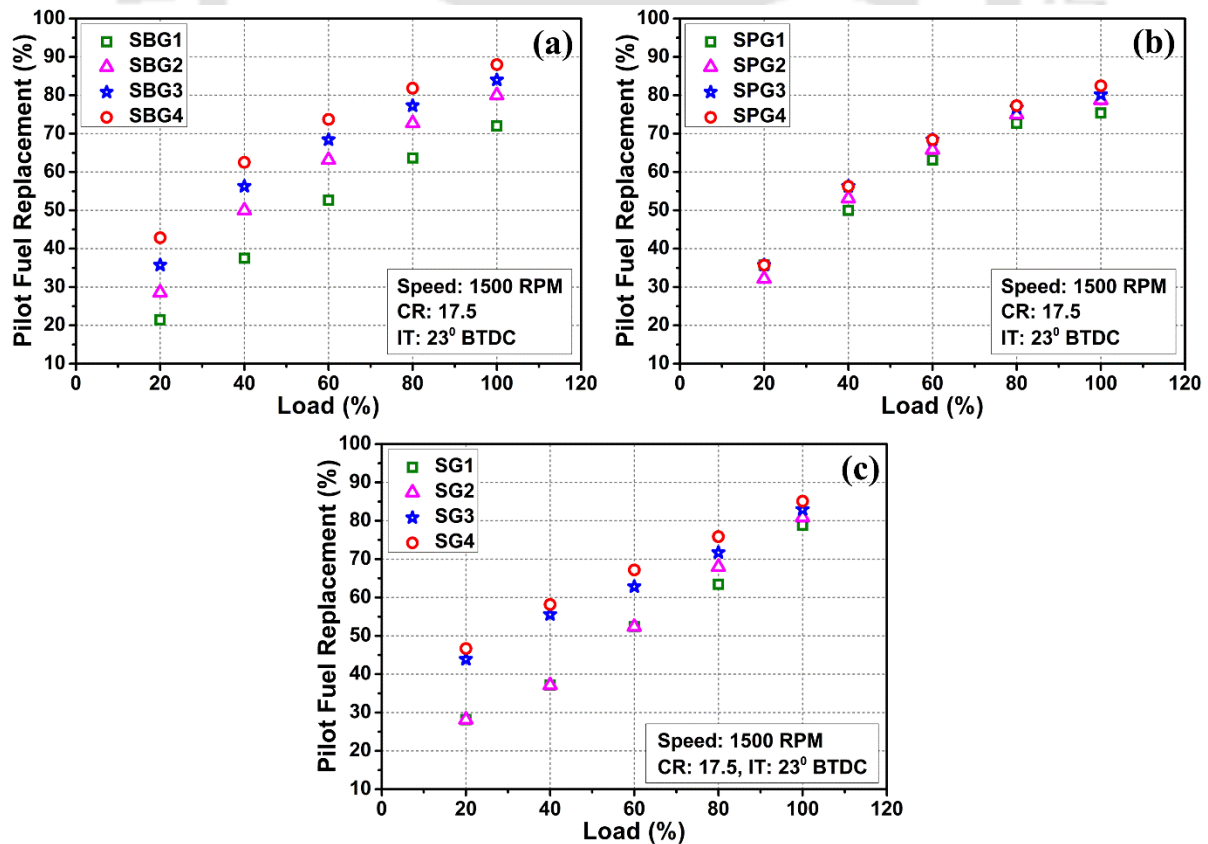 100
90
80
70
60
50
40
30
20
10
0
20
40
60
80
100
120
Pilot Fuel Replacement (%)
Load (%)
SBG1
SBG2
SBG3
SBG4
(a)
Speed: 1500 RPM
CR: 17.5
IT: 23⁰ BTDC
100
90
80
70
60
50
40
30
20
10
0
20
40
60
80
100
120
Pilot Fuel Replacement (%)
Load (%)
SPG1
SPG2
SPG3
SPG4
(b)
Speed: 1500 RPM
CR: 17.5
IT: 23⁰ BTDC
100
90
80
70
60
50
40
30
20
10
0
20
40
60
80
100
120
Pilot Fuel Replacement (%)
Load (%)
SG1
SG2
SG3
SG4
(c)
Speed: 1500 RPM
CR: 17.5, IT: 23⁰ BTDC